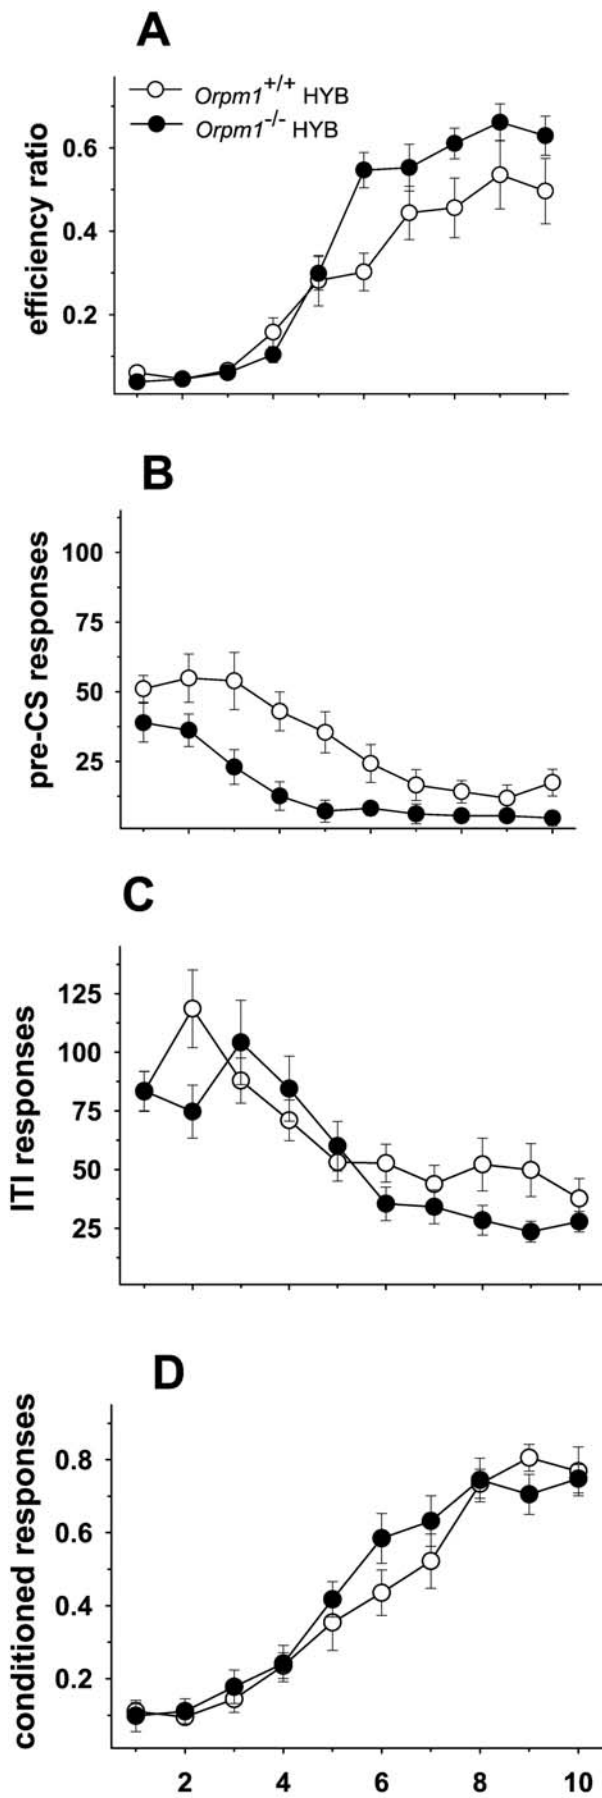 A
Orpm1+/+ HYB
Orpm1-/- HYB
efficiency ratio
0.6
0.4
0.2
B
pre-CS responses
100
75
50
25
C
ITI responses
125
100
75
50
25
D
conditioned responses
0.8
0.6
0.4
0.2
2 4 6 8 10